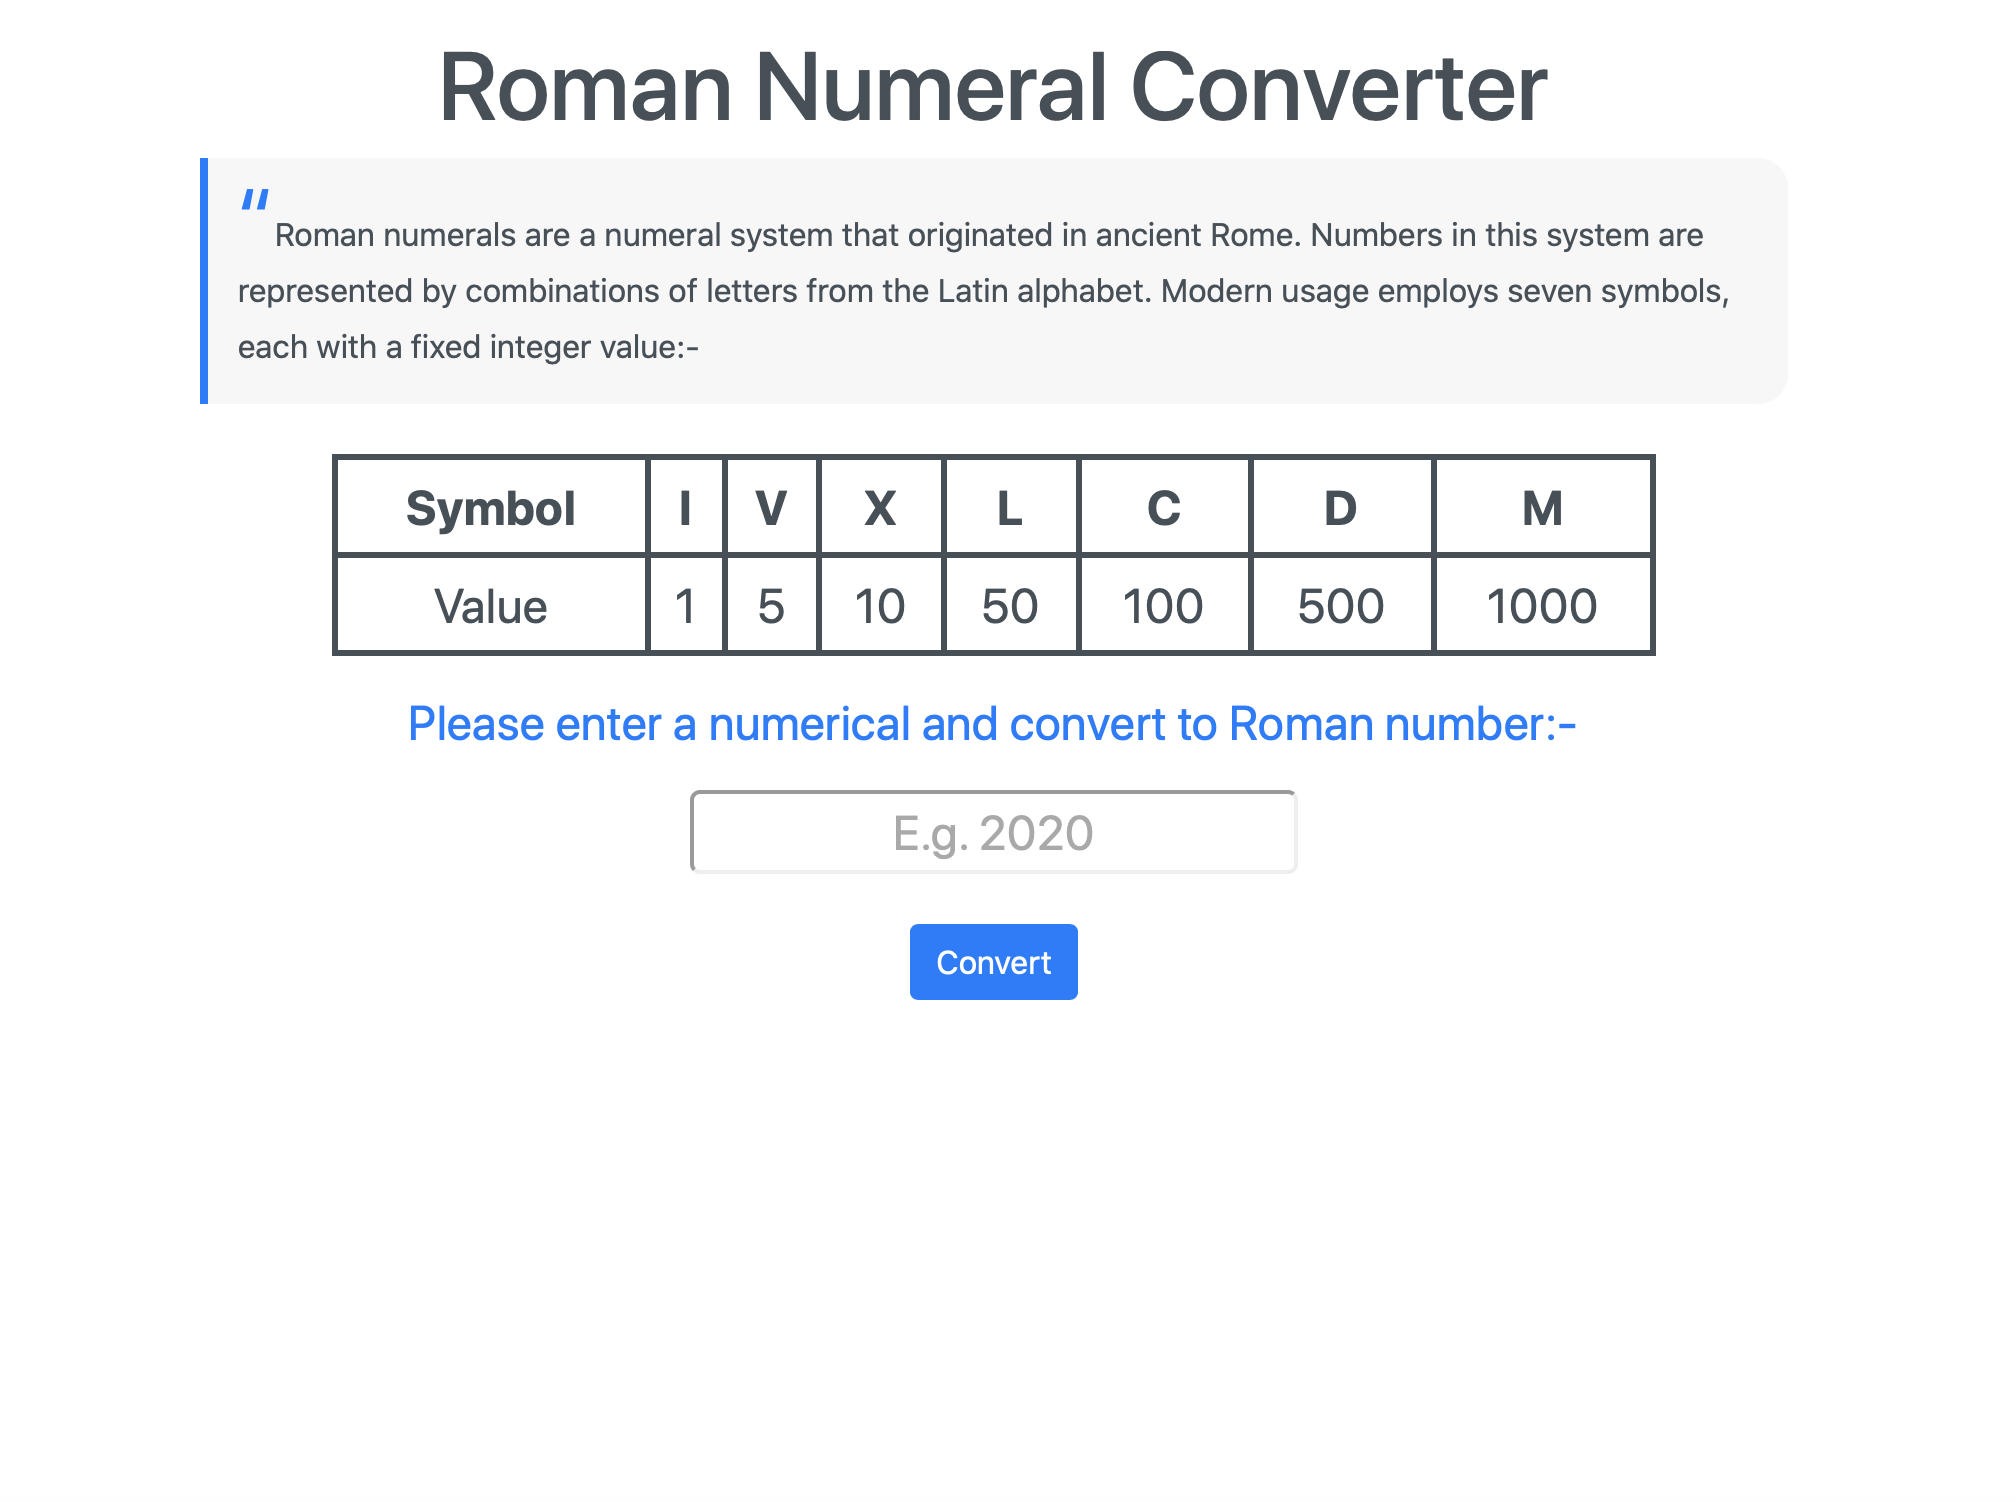 Roman Numeral Converter
"
Roman numerals are a numeral system that originated in ancient Rome. Numbers in this system are
represented by combinations of letters from the Latin alphabet. Modern usage employs seven symbols,
each with a fixed integer value:-
Symbol I V X L C D M
Value 1 5 10 50 100 500 1000
Please enter a numerical and convert to Roman number:-
E.g. 2020
Convert